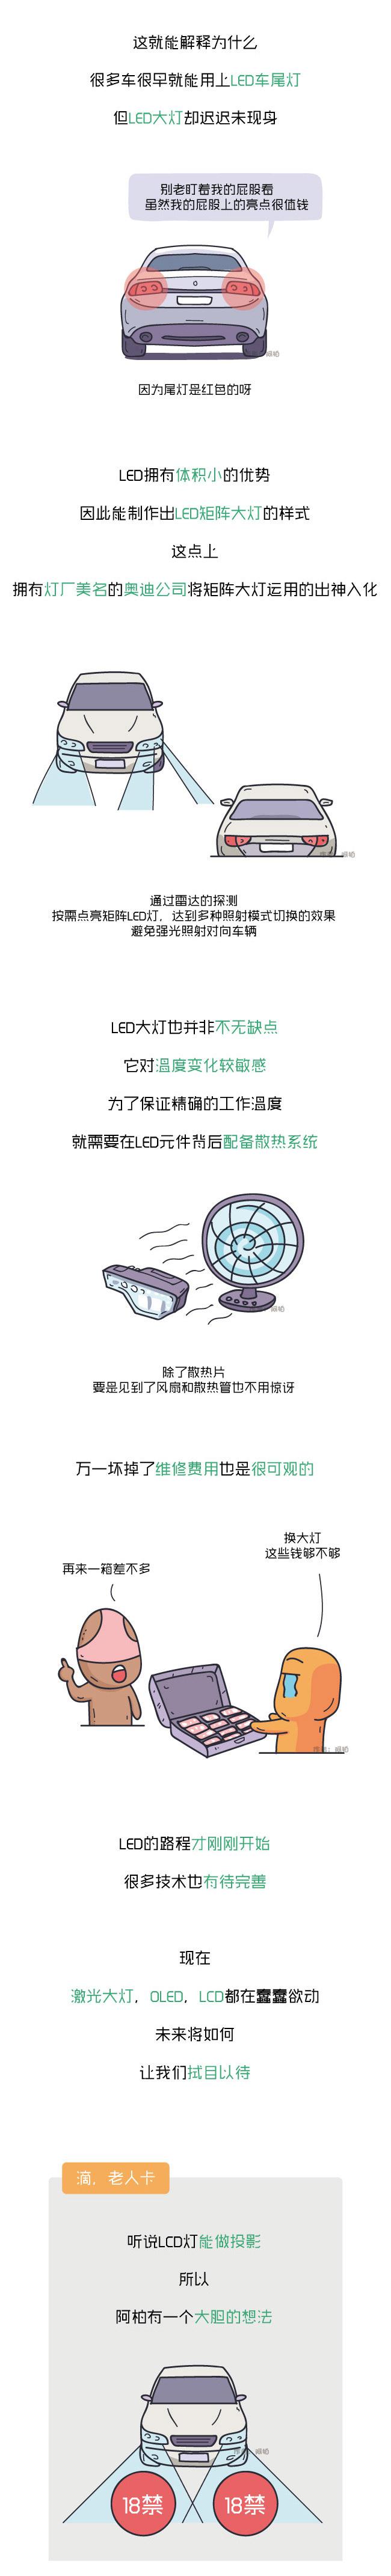 这就能解释为什么
很多车很早就能用上LED车尾灯
但LED大灯却迟迟未现身
别老盯着我的屁股看
虽然我的屁股上的亮点很值钱
因为尾灯是红色的呀
LED拥有体积小的优势
因此能制作出LED矩阵大灯的样式
这点上
拥有灯厂美名的奥迪公司将矩阵大灯运用的出神入化
通过雷达的探测
按需点亮矩阵LED灯，达到多种照射模式切换的效果
避免强光照射对向车辆
LED大灯也并非不无缺点
它对温度变化较敏感
为了保证精确的工作温度
就需要在LED元件背后配备散热系统
除了散热片
要是见到了风扇和散热管也不用惊讶
万一坏掉了维修费用也是很可观的
换大灯
这些钱够不够
再来一箱差不多
LED的路程才刚刚开始
很多技术也有待完善
现在
激光大灯，OLED，LCD都在蠢蠢欲动
未来将如何
让我们拭目以待
滴，老人卡
听说LCD灯能做投影
所以
阿柏有一个大胆的想法
18禁
18禁